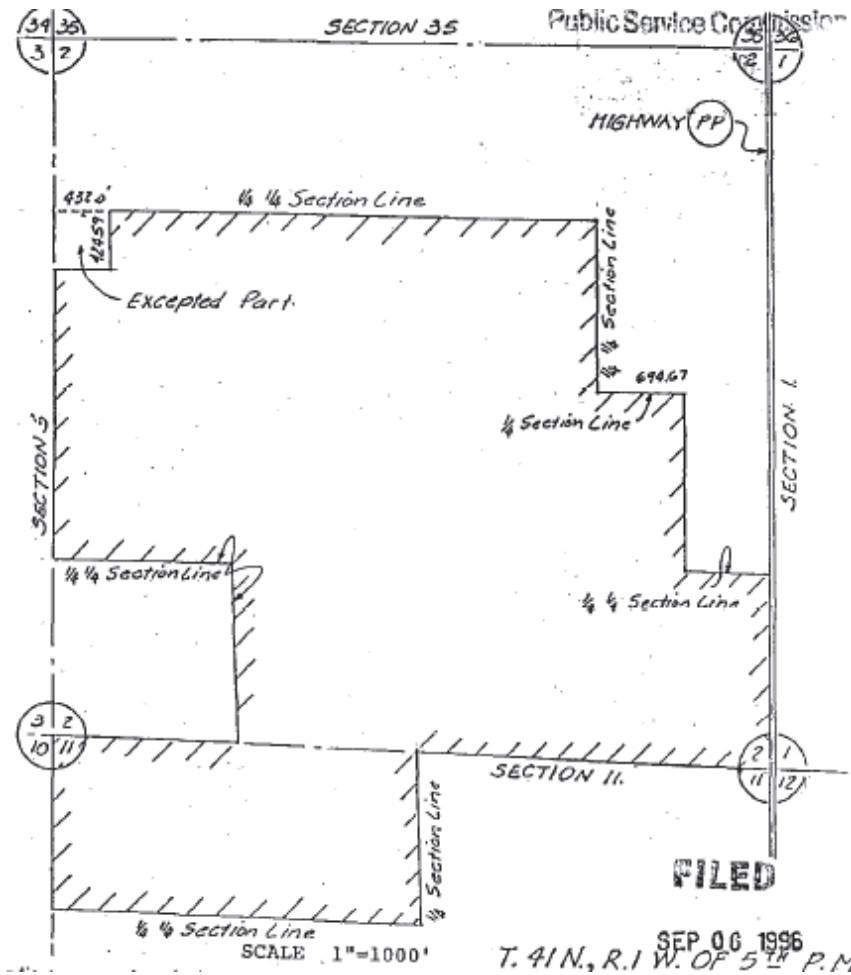 SECTION 35
Public Service Commission
34 35
3 2
35 36
2 1
HIGHWAY PP
432.0'
¼ ¼ Section Line
424.59
Excepted Part.
¼ ¼ Section Line
694.67
¼ Section Line
SECTION 3
SECTION 1.
¼ ¼ Section Line
¼ ¼ Section Line
3 2
10 11
2 1
11 12
SECTION 11.
¼ Section Line
¼ ¼ Section Line
FILED
SCALE 1"=1000'
SEP 06 1996
T. 41 N., R. 1 W. OF 5TH P.M